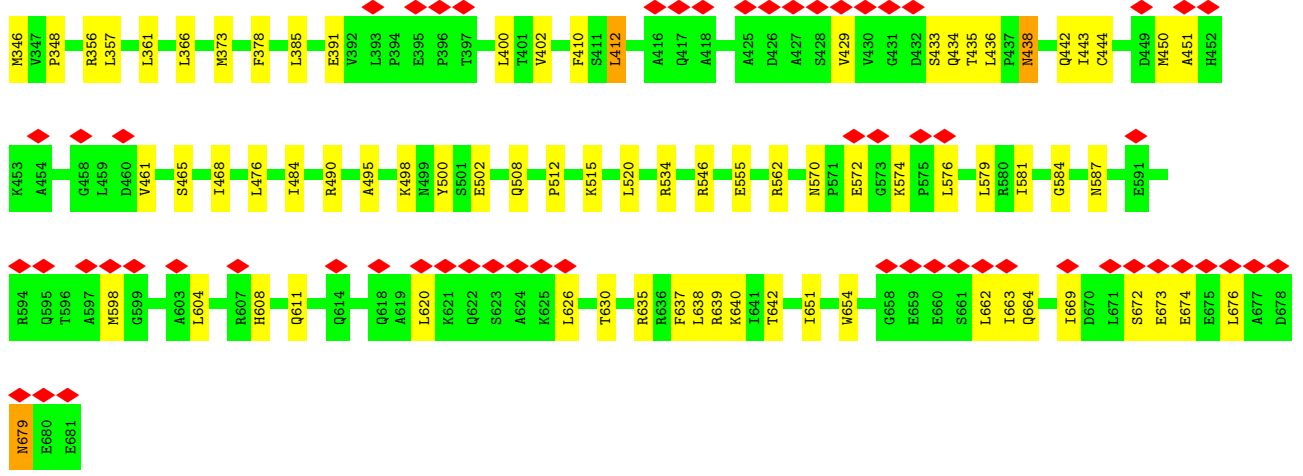 M346 V347 P348 R356 L357 L361 L366 M373 F378 L385 E391 V392 L393 P394 E395 P396 T397 L400 T401 V402 F410 S411 L412 A416 Q417 A418 A425 D426 A427 S428 V429 V430 G431 D432 S433 Q434 T435 L436 P437 N438 Q442 I443 C444 D449 M450 A451 H452
K453 A454 G458 L459 D460 V461 S465 I468 L476 I484 R490 A495 K498 N499 Y500 S501 E502 Q508 P512 K515 L520 R534 R546 E555 R562 N570 P571 E572 G573 K574 P575 L576 L579 R580 I581 G584 N587 E591
R594 Q595 T596 A597 M598 G599 A603 L604 R607 H608 Q611 Q614 Q618 A619 L620 K621 Q622 S623 A624 K625 L626 T630 R635 R636 F637 L638 R639 K640 I641 T642 I651 W654 G658 E659 E660 S661 L662 I663 Q664 I669 D670 L671 S672 E673 E674 E675 L676 A677 D678
N679 E680 E681